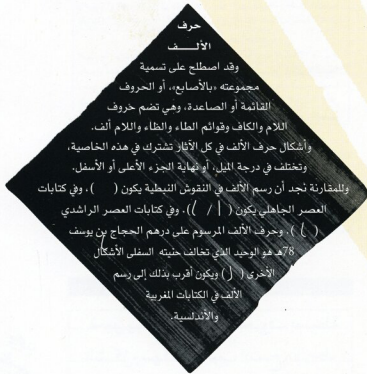 حرف
الألــــف
وقد اصطلح على تسمية
مجموعته «بالأصابع»، أو الحروف
القائمة أو الصاعدة، وهي تضم خروف
اللام والكاف وقوائم الطاء والظاء واللام ألف.
وأشكال حرف الألف في كل الآثار تشترك في هذه الخاصية،
وتختلف في درجة الميل، أو نهاية الجزء الأعلى أو الأسفل.
وللمقارنة نجد أن رسم الألف في النقوش النبطية يكون (     )، وفي كتابات
العصر الجاهلي يكون ( ا / ا )). وفي كتابات العصر الراشدي
( ا )). وحرف الألف المرسوم على درهم الحجاج بن يوسف
78هـ هو الوحيد الذي تخالف حنيته السفلى الأشكال
الأخرى ( ) ويكون أقرب بذلك إلى رسم
الألف في الكتابات المغربية
والأندلسية.